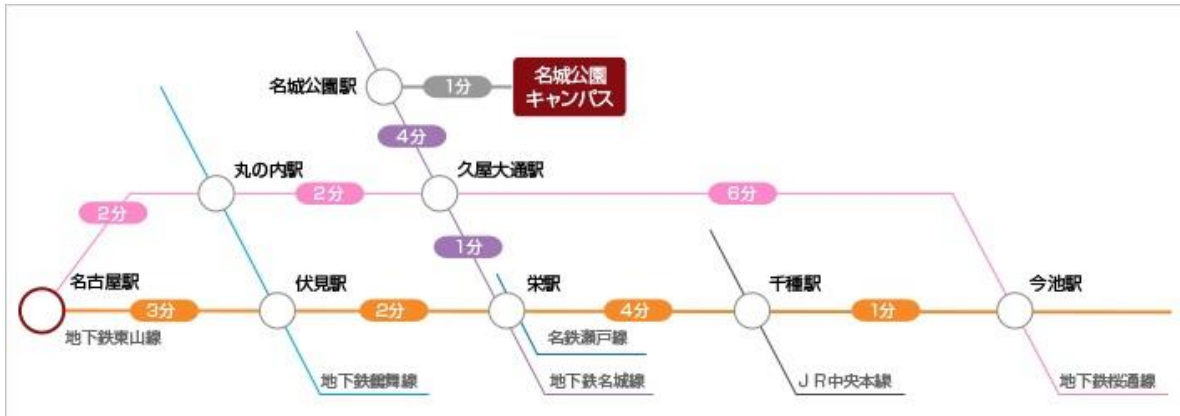 名城公園駅
1分
名城公園
キャンパス
4分
丸の内駅
久屋大通駅
2分
2分
6分
1分
名古屋駅
伏見駅
栄駅
千種駅
今池駅
3分
2分
4分
1分
地下鉄東山線
名鉄瀬戸線
地下鉄鶴舞線
地下鉄名城線
JR中央本線
地下鉄桜通線